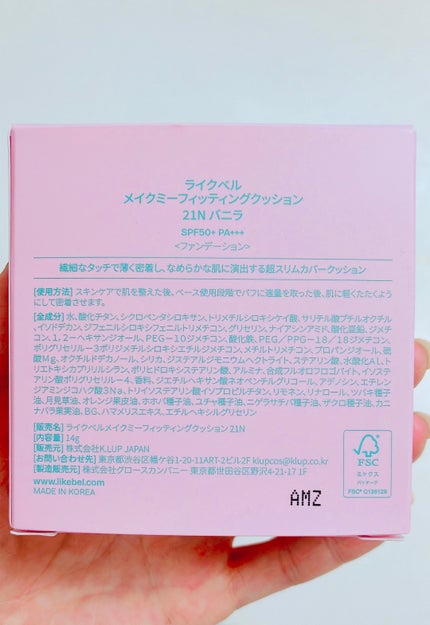 ライクベル
メイクミーフィッティングクッション
21N バニラ
SPF50+ PA+++
<ファンデーション>
繊細なタッチで薄く密着し、なめらかな肌に演出する超スリムカバークッション
[使用方法] スキンケアで肌を整えた後、ベース使用段階でパフに適量を取った後、肌に軽くたたくよう
にして密着させます。
[全成分] 水、酸化チタン、シクロペンタシロキサン、トリメチルシロキシケイ酸、サリチル酸ブチルオクチル
、イソドデカン、ジフェニルシロキシフェニルトリメチコン、グリセリン、ナイアシンアミド、酸化亜鉛、ジメチ
コン、1,2-ヘキサンジオール、PEG-10ジメチコン、酸化鉄、PEG/PPG-18/18ジメチコン、
ポリグリセリル-3ポリジメチルシロキシエチルジメチコン、メチルトリメチコン、プロパンジオール、硫
酸Mg、オクチルドデカノール、シリカ、ジステアルジモニウムヘクトライト、ステアリン酸、水酸化Al、ト
リエトキシカプリリルシラン、ポリヒドロキシステアリン酸、アルミナ、合成フルオロフロゴパイト、イソス
テアリン酸ポリグリセリル-4、香料、ジエチルヘキサン酸ネオペンチルグリコール、アデノシン、エチレン
ジアミンジコハク酸3Na、トリイソステアリン酸イソプロピルチタン、リモネン、リナロール、ツバキ種子
油、月見草油、オレンジ果皮油、ホホバ種子油、ユチャ種子油、ニゲラサチバ種子油、ザクロ種子油、カニ
ナバラ果実油、BG、ハマメリスエキス、エチルヘキシルグリセリン
[販売名] ライクベルメイクミーフィッティングクッション 21N
[内容量] 14g
[販売元] 株式会社K.LUP JAPAN
[お問い合わせ先] 東京都渋谷区幡ヶ谷1-20-11ART-2ビル2F klupcos@klup.co.kr
[製造販売元] 株式会社グロースカンパニー 東京都世田谷区野沢4-21-17 1F
www.likebel.com
MADE IN KOREA
AMZ
FSC
ミックス
パッケージ